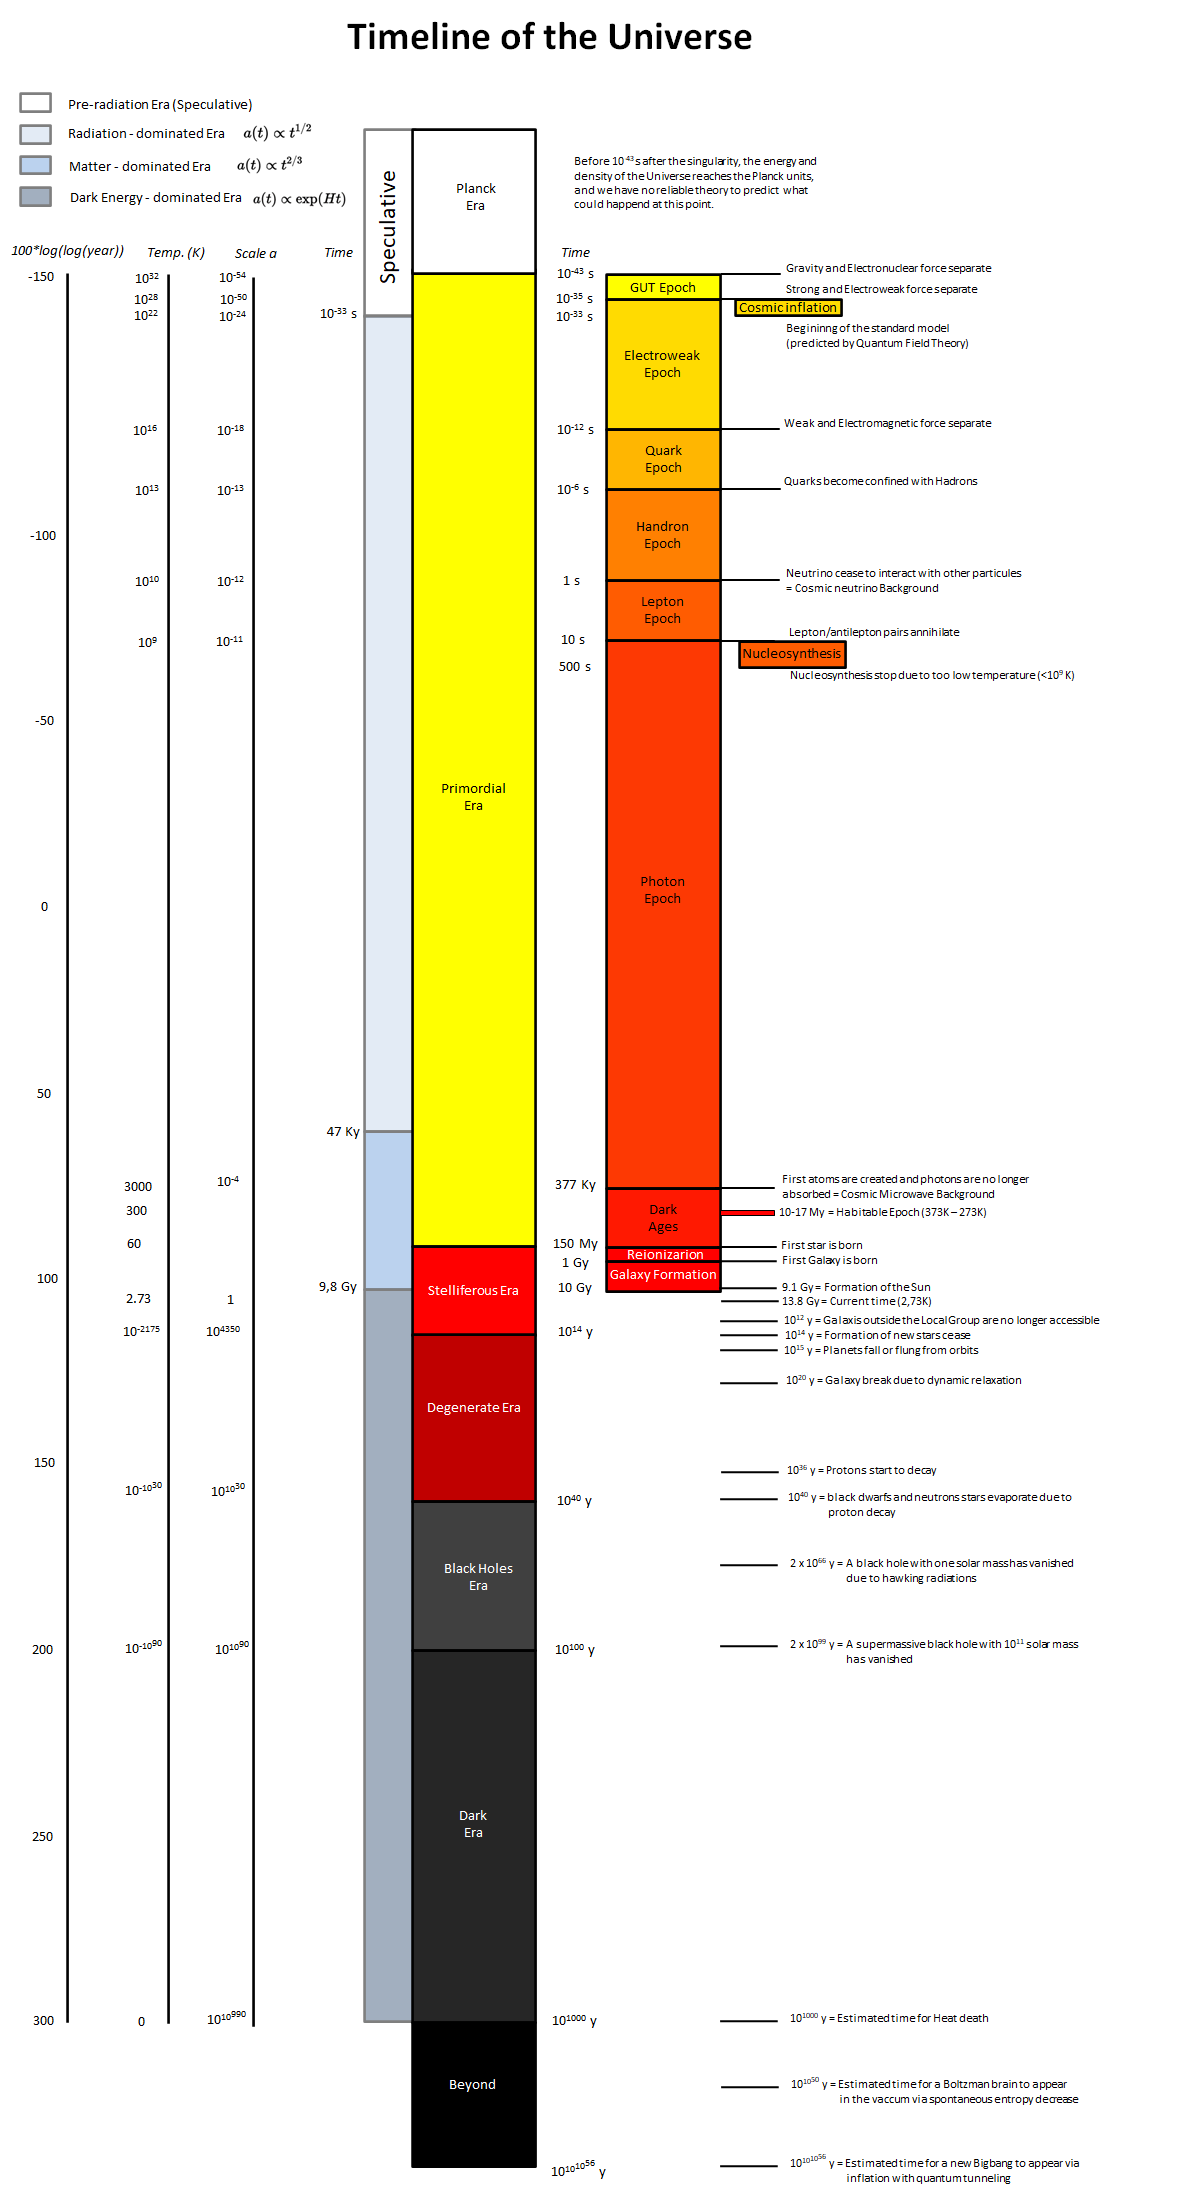 Timeline of the Universe
Pre-radiation Era (Speculative)
Radiation - dominated Era a(t) ∝ t^1/2
Matter - dominated Era a(t) ∝ t^2/3
Dark Energy - dominated Era a(t) ∝ exp(Ht)
100*log(log(year))
Temp. (K)
Scale a
Time
-150
-100
-50
0
50
100
150
200
250
300
10^32
10^28
10^22
10^16
10^13
10^10
10^9
3000
300
60
2.73
10^-2175
10^-10^30
10^-10^90
0
10^-54
10^-50
10^-24
10^-18
10^-13
10^-12
10^-11
10^-4
1
10^4350
10^10^30
10^10^90
10^10^990
10^-33 s
47 Ky
9,8 Gy
Speculative
Planck
Era
Primordial
Era
Stelliferous Era
Degenerate Era
Black Holes
Era
Dark
Era
Beyond
Before 10^-43 s after the singularity, the energy and
density of the Universe reaches the Planck units,
and we have no reliable theory to predict what
could happend at this point.
Time
10^-43 s
10^-35 s
10^-33 s
10^-12 s
10^-6 s
1 s
10 s
500 s
377 Ky
150 My
1 Gy
10 Gy
10^14 y
10^40 y
10^100 y
10^1000 y
10^10^10^56 y
GUT Epoch
Electroweak
Epoch
Quark
Epoch
Handron
Epoch
Lepton
Epoch
Photon
Epoch
Dark
Ages
Reionizarion
Galaxy Formation
Gravity and Electronuclear force separate
Strong and Electroweak force separate
Cosmic inflation
Begininng of the standard model
(predicted by Quantum Field Theory)
Weak and Electromagnetic force separate
Quarks become confined with Hadrons
Neutrino cease to interact with other particules
= Cosmic neutrino Background
Lepton/antilepton pairs annihilate
Nucleosynthesis
Nucleosynthesis stop due to too low temperature (<10^9 K)
First atoms are created and photons are no longer
absorbed = Cosmic Microwave Background
10-17 My = Habitable Epoch (373K – 273K)
First star is born
First Galaxy is born
9.1 Gy = Formation of the Sun
13.8 Gy = Current time (2,73K)
10^12 y = Galaxis outside the Local Group are no longer accessible
10^14 y = Formation of new stars cease
10^15 y = Planets fall or flung from orbits
10^20 y = Galaxy break due to dynamic relaxation
10^36 y = Protons start to decay
10^40 y = black dwarfs and neutrons stars evaporate due to
proton decay
2 x 10^66 y = A black hole with one solar mass has vanished
due to hawking radiations
2 x 10^99 y = A supermassive black hole with 10^11 solar mass
has vanished
10^1000 y = Estimated time for Heat death
10^10^50 y = Estimated time for a Boltzman brain to appear
in the vaccum via spontaneous entropy decrease
10^10^10^56 y = Estimated time for a new Bigbang to appear via
inflation with quantum tunneling